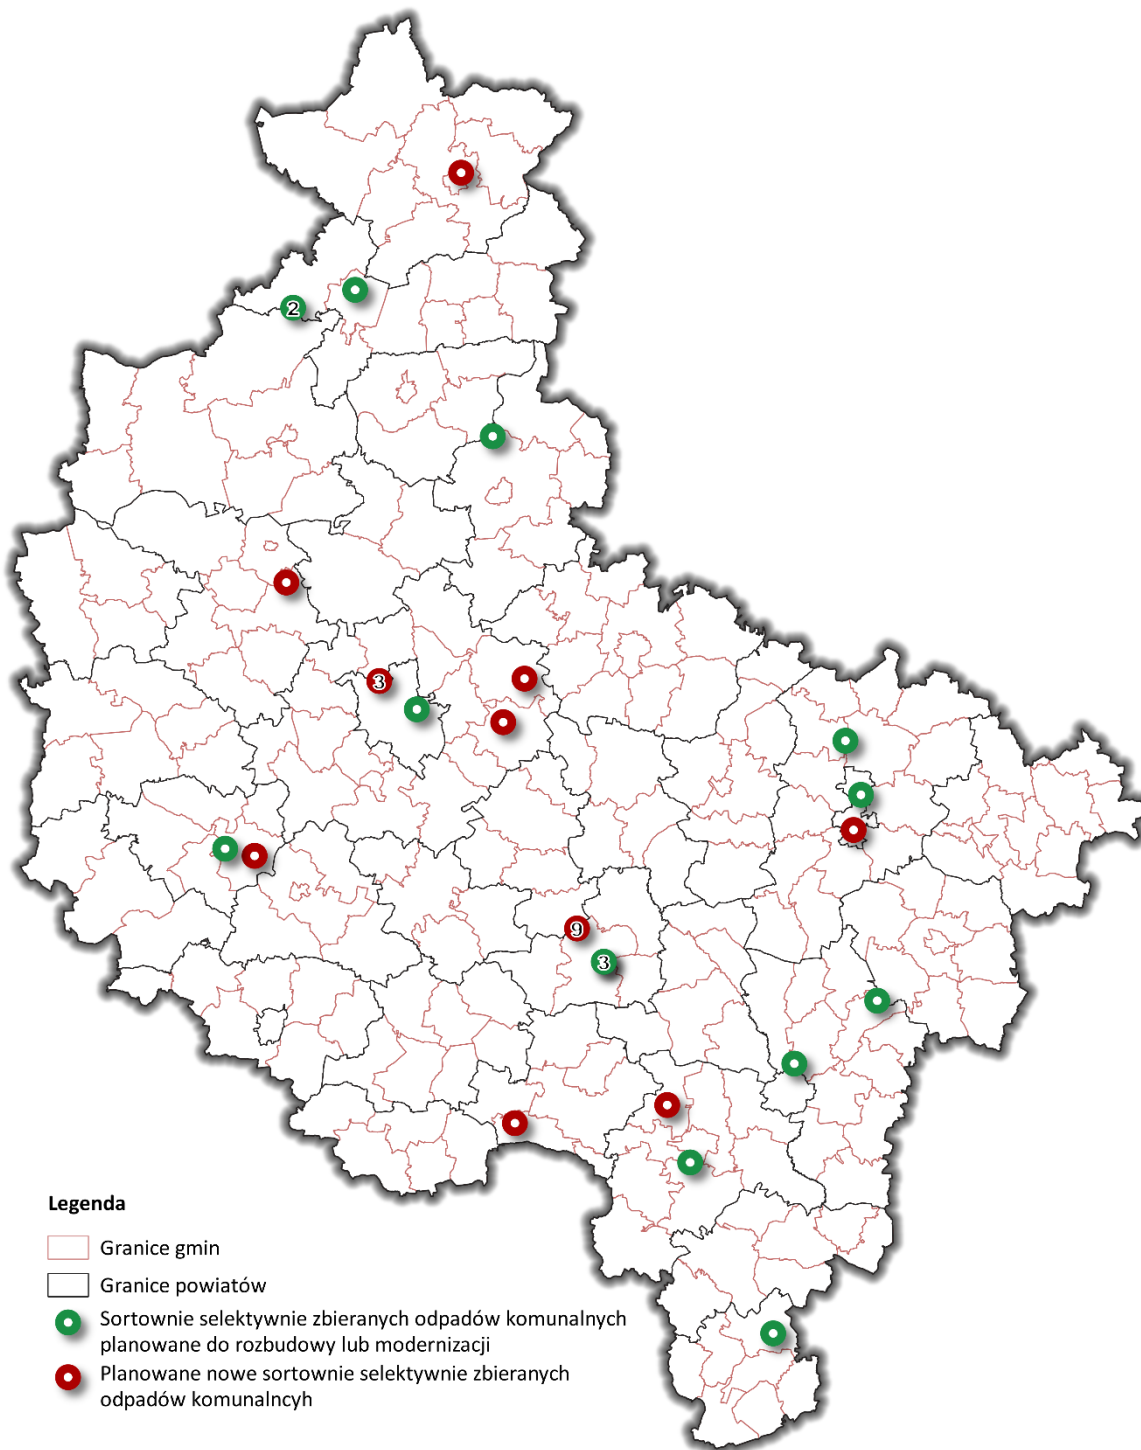 2
3
9
3
Legenda
Granice gmin
Granice powiatów
Sortownie selektywnie zbieranych odpadów komunalnych
planowane do rozbudowy lub modernizacji
Planowane nowe sortownie selektywnie zbieranych
odpadów komunalncyh